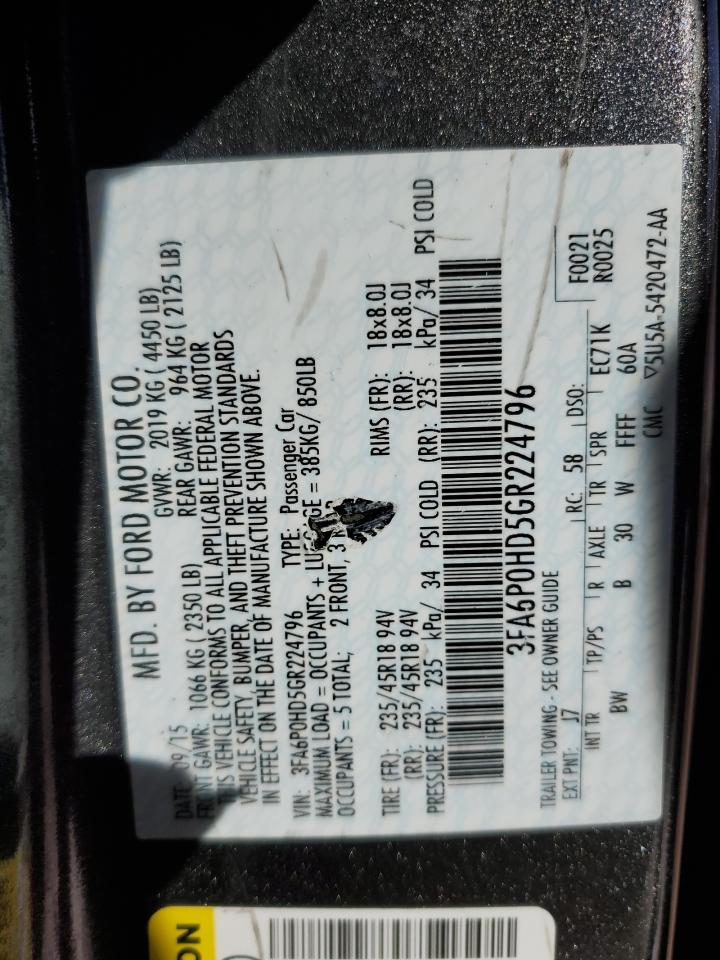 MFD. BY FORD MOTOR CO.
DATE: 09/15 GVWR: 2019 KG ( 4450 LB)
FRONT GAWR: 1066 KG ( 2350 LB) REAR GAWR: 964 KG ( 2125 LB)
THIS VEHICLE CONFORMS TO ALL APPLICABLE FEDERAL MOTOR
VEHICLE SAFETY, BUMPER, AND THEFT PREVENTION STANDARDS
IN EFFECT ON THE DATE OF MANUFACTURE SHOWN ABOVE.
VIN: 3FA6P0HD5GR224796 TYPE: Passenger Car
MAXIMUM LOAD = OCCUPANTS + = 385KG/ 850LB
OCCUPANTS = 5 TOTAL; 2 FRONT, 3
TIRE (FR): 235/45R18 94V RIMS (FR): 18x8.0J
(RR): 235/45R18 94V (RR): 18x8.0J
PRESSURE (FR): 235 kPa/ 34 PSI COLD (RR): 235 kPa/ 34 PSI COLD
3FA6P0HD5GR224796
TRAILER TOWING - SEE OWNER GUIDE F0021
EXT PNT: J7 RC: 58 DSO: R0025
INT TR TP/PS R AXLE TR SPR EC71K
BW B 30 W FFFF 60A
CMC ▽5U5A-5420472-AA
ON